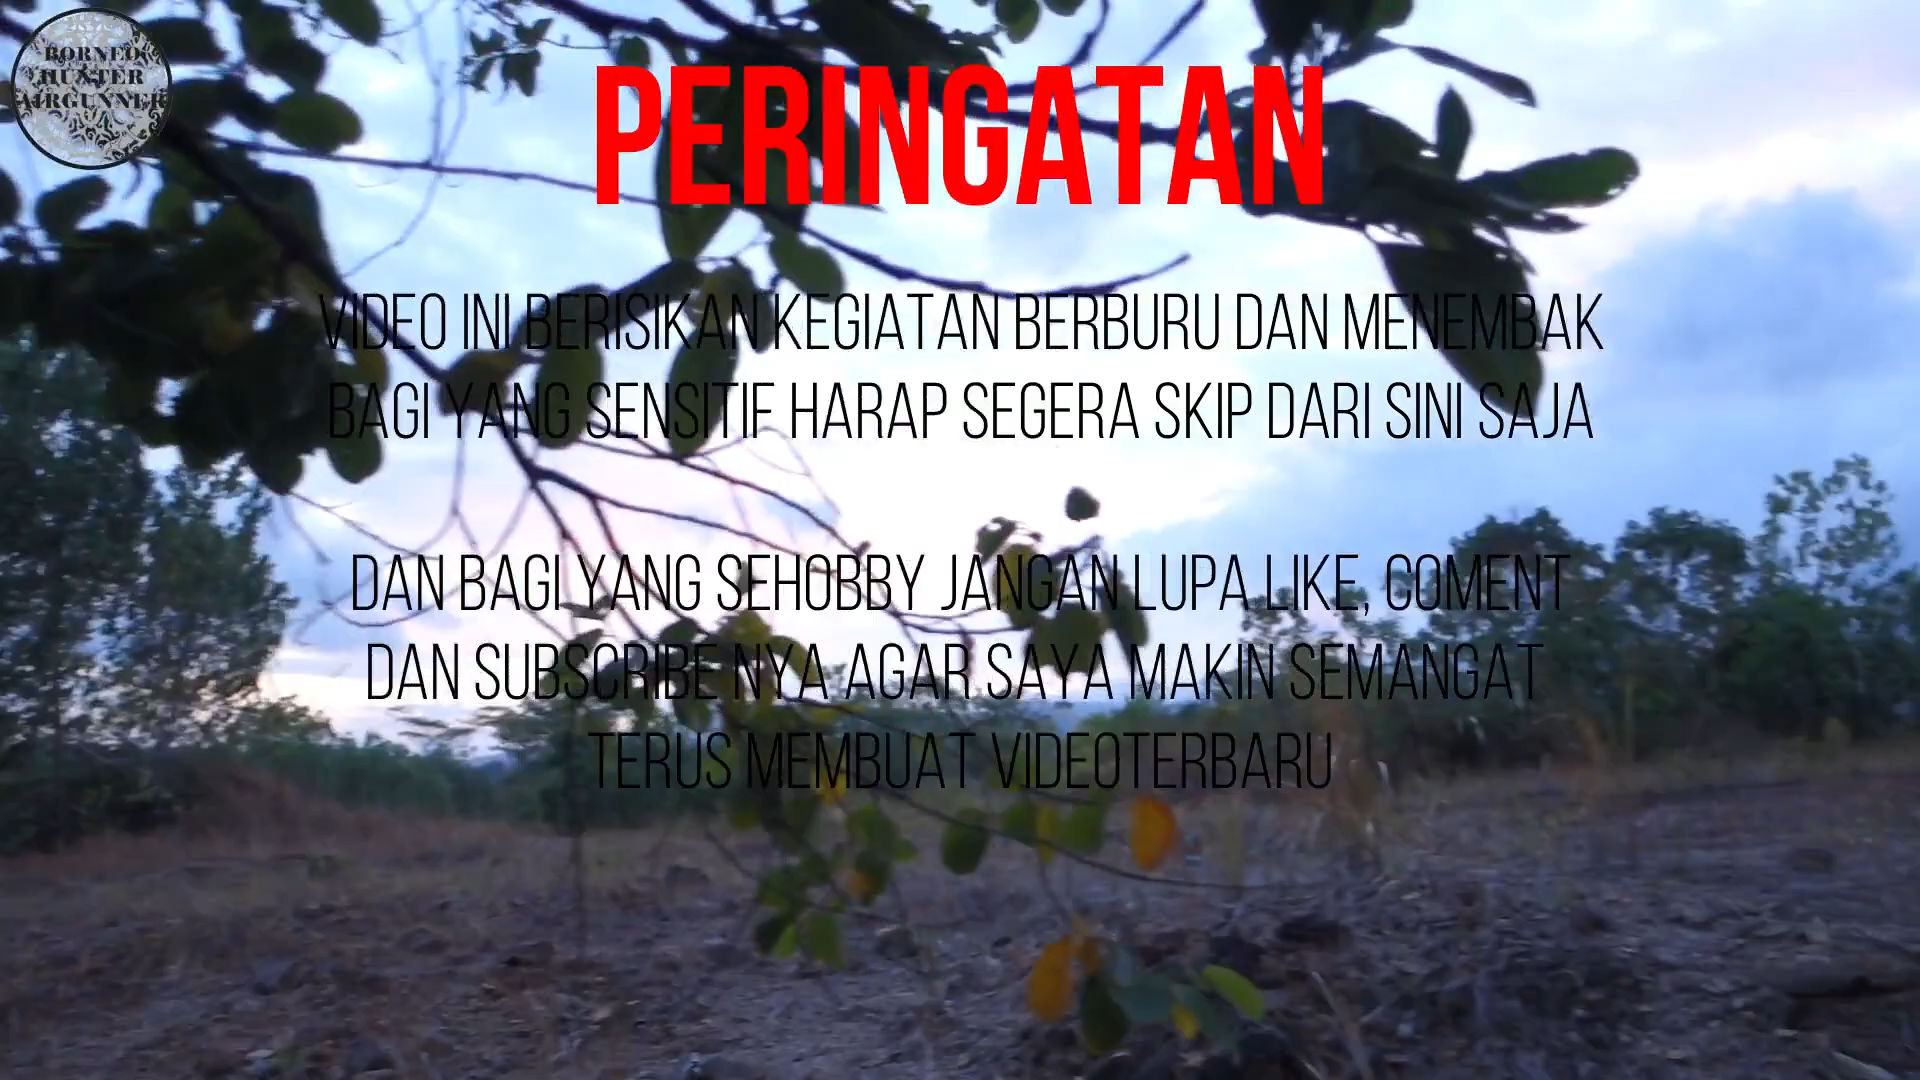 BORNEO
HUNTER
AIRGUNNER
PERINGATAN
VIDEO INI BERISIKAN KEGIATAN BERBURU DAN MENEMBAK
BAGI YANG SENSITIF HARAP SEGERA SKIP DARI SINI SAJA
DAN BAGI YANG SEHOBBY JANGAN LUPA LIKE, COMENT
DAN SUBSCRIBE NYA AGAR SAYA MAKIN SEMANGAT
TERUS MEMBUAT VIDEOTERBARU